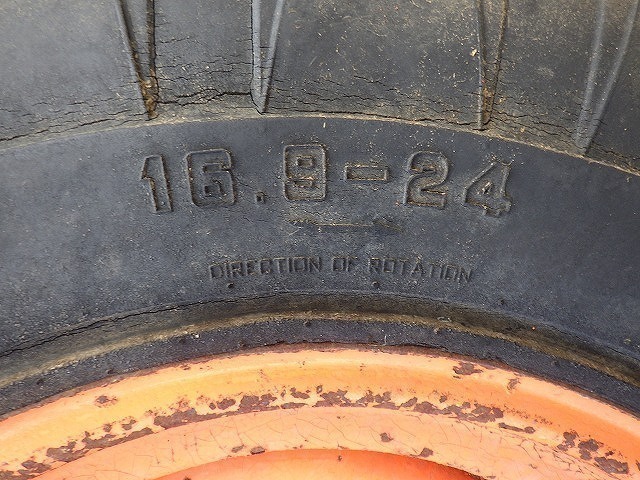 16.9-24
DIRECTION OF ROTATION